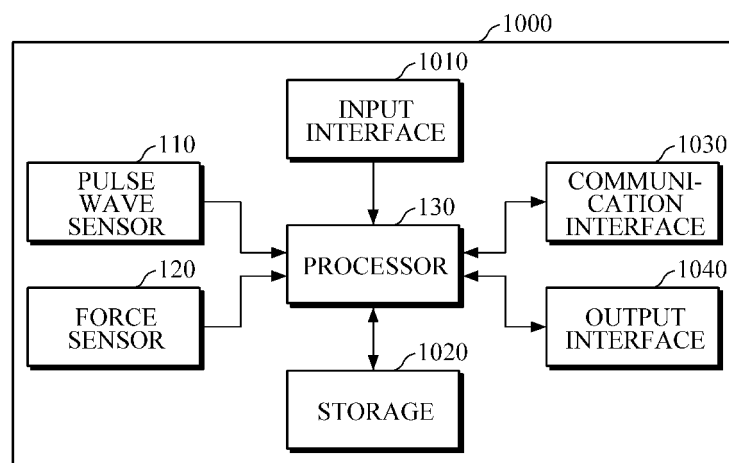 1000
1010
INPUT
INTERFACE
110
PULSE
WAVE
SENSOR
130
PROCESSOR
1030
COMMUNI-
CATION
INTERFACE
120
FORCE
SENSOR
1040
OUTPUT
INTERFACE
1020
STORAGE